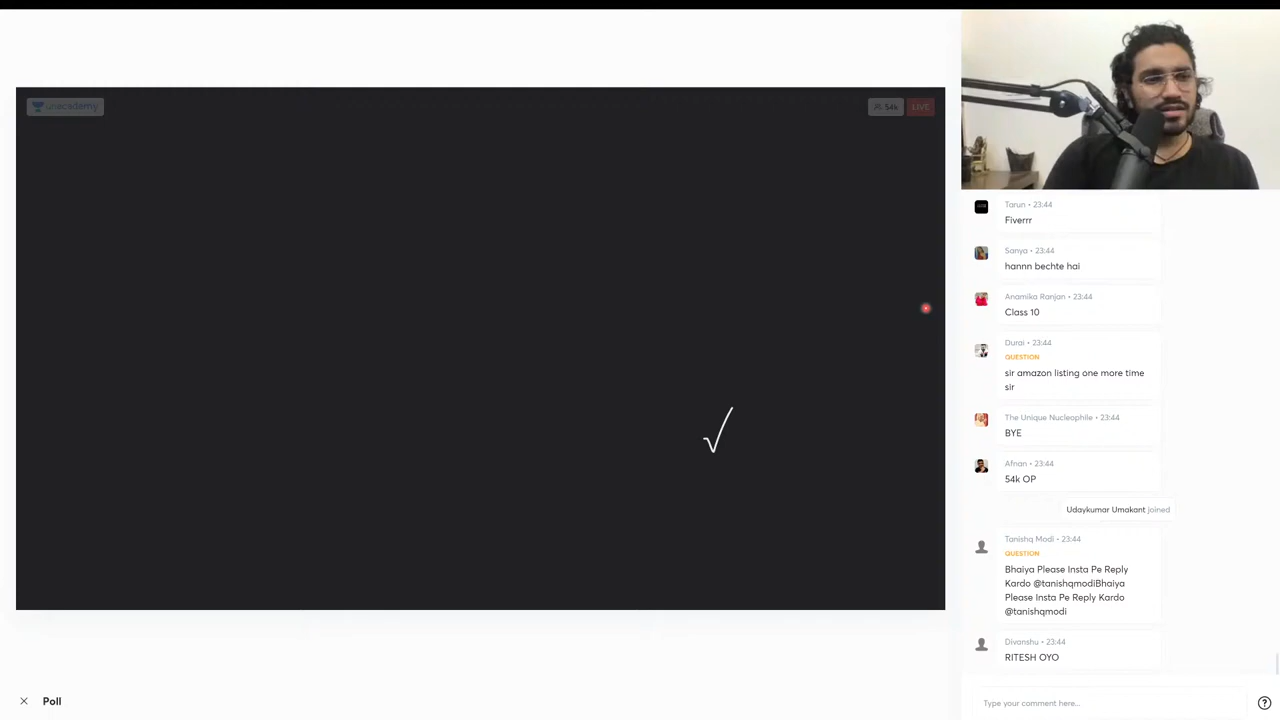 unacademy
54k
LIVE
√
Tarun • 23:44
Fiverrr
Sanya • 23:44
hannn bechte hai
Anamika Ranjan • 23:44
Class 10
Durai • 23:44
QUESTION
sir amazon listing one more time
sir
The Unique Nucleophile • 23:44
BYE
Afnan • 23:44
54k OP
Udaykumar Umakant joined
Tanishq Modi • 23:44
QUESTION
Bhaiya Please Insta Pe Reply
Kardo @tanishqmodiBhaiya
Please Insta Pe Reply Kardo
@tanishqmodi
Divanshu • 23:44
RITESH OYO
Poll
Type your comment here...